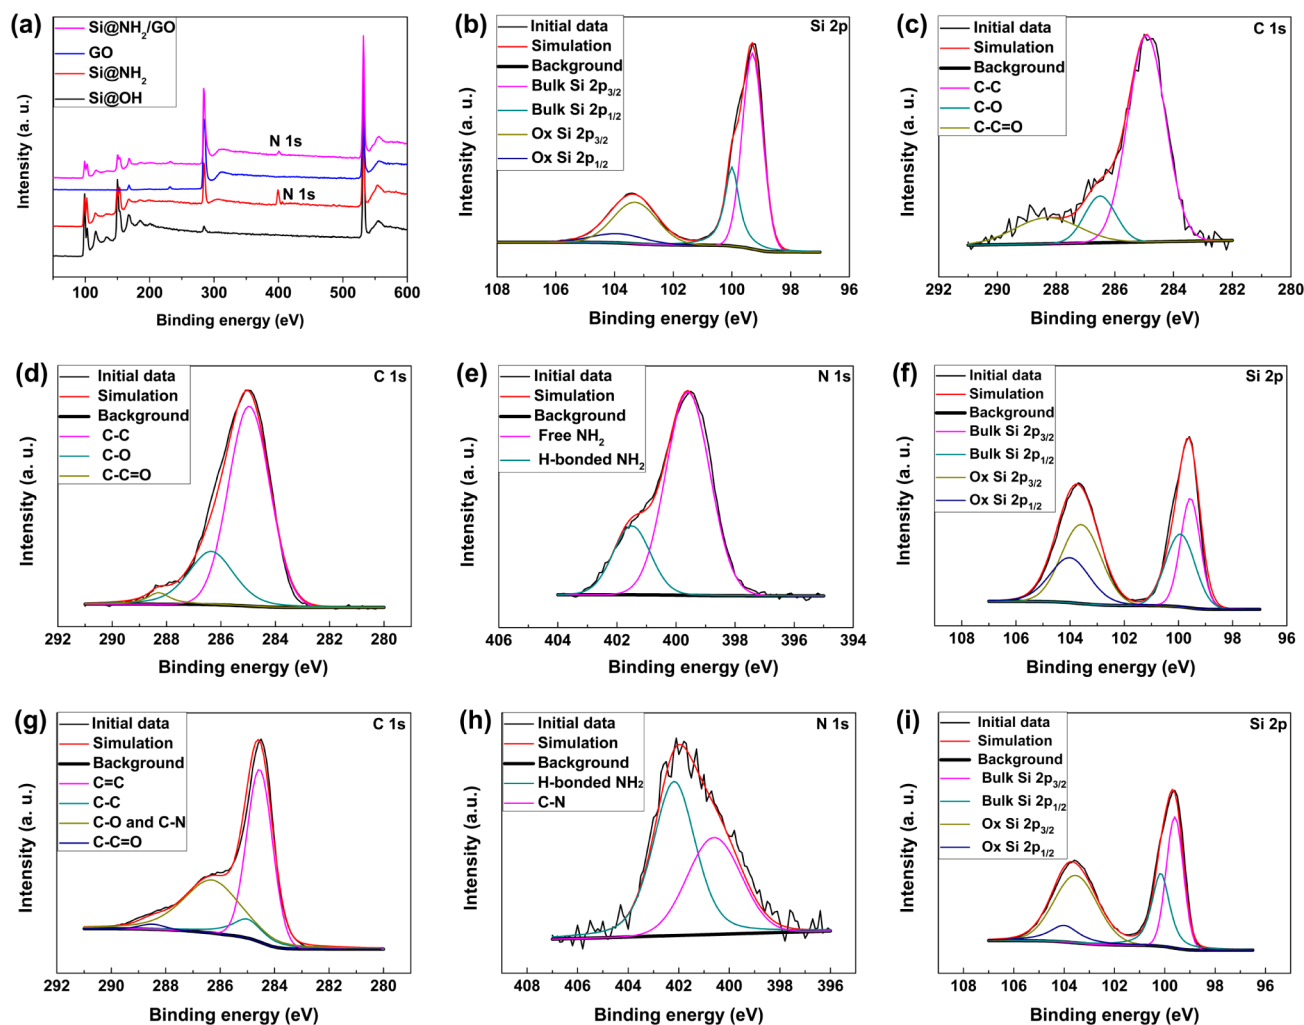 (a)
Si@NH2/GO
GO
Si@NH2
Si@OH
N 1s
N 1s
Intensity (a. u.)
100 200 300 400 500 600
Binding energy (eV)
(b)
Initial data
Simulation
Background
Bulk Si 2p3/2
Bulk Si 2p1/2
Ox Si 2p3/2
Ox Si 2p1/2
Si 2p
Intensity (a. u.)
108 106 104 102 100 98 96
Binding energy (eV)
(c)
Initial data
Simulation
Background
C-C
C-O
C-C=O
C 1s
Intensity (a. u.)
292 290 288 286 284 282 280
Binding energy (eV)
(d)
Initial data
Simulation
Background
C-C
C-O
C-C=O
C 1s
Intensity (a. u.)
292 290 288 286 284 282 280
Binding energy (eV)
(e)
Initial data
Simulation
Background
Free NH2
H-bonded NH2
N 1s
Intensity (a. u.)
406 404 402 400 398 396 394
Binding energy (eV)
(f)
Initial data
Simulation
Background
Bulk Si 2p3/2
Bulk Si 2p1/2
Ox Si 2p3/2
Ox Si 2p1/2
Si 2p
Intensity (a. u.)
108 106 104 102 100 98 96
Binding energy (eV)
(g)
Initial data
Simulation
Background
C=C
C-C
C-O and C-N
C-C=O
C 1s
Intensity (a. u.)
292 290 288 286 284 282 280
Binding energy (eV)
(h)
Initial data
Simulation
Background
H-bonded NH2
C-N
N 1s
Intensity (a. u.)
408 406 404 402 400 398 396
Binding energy (eV)
(i)
Initial data
Simulation
Background
Bulk Si 2p3/2
Bulk Si 2p1/2
Ox Si 2p3/2
Ox Si 2p1/2
Si 2p
Intensity (a. u.)
108 106 104 102 100 98 96
Binding energy (eV)